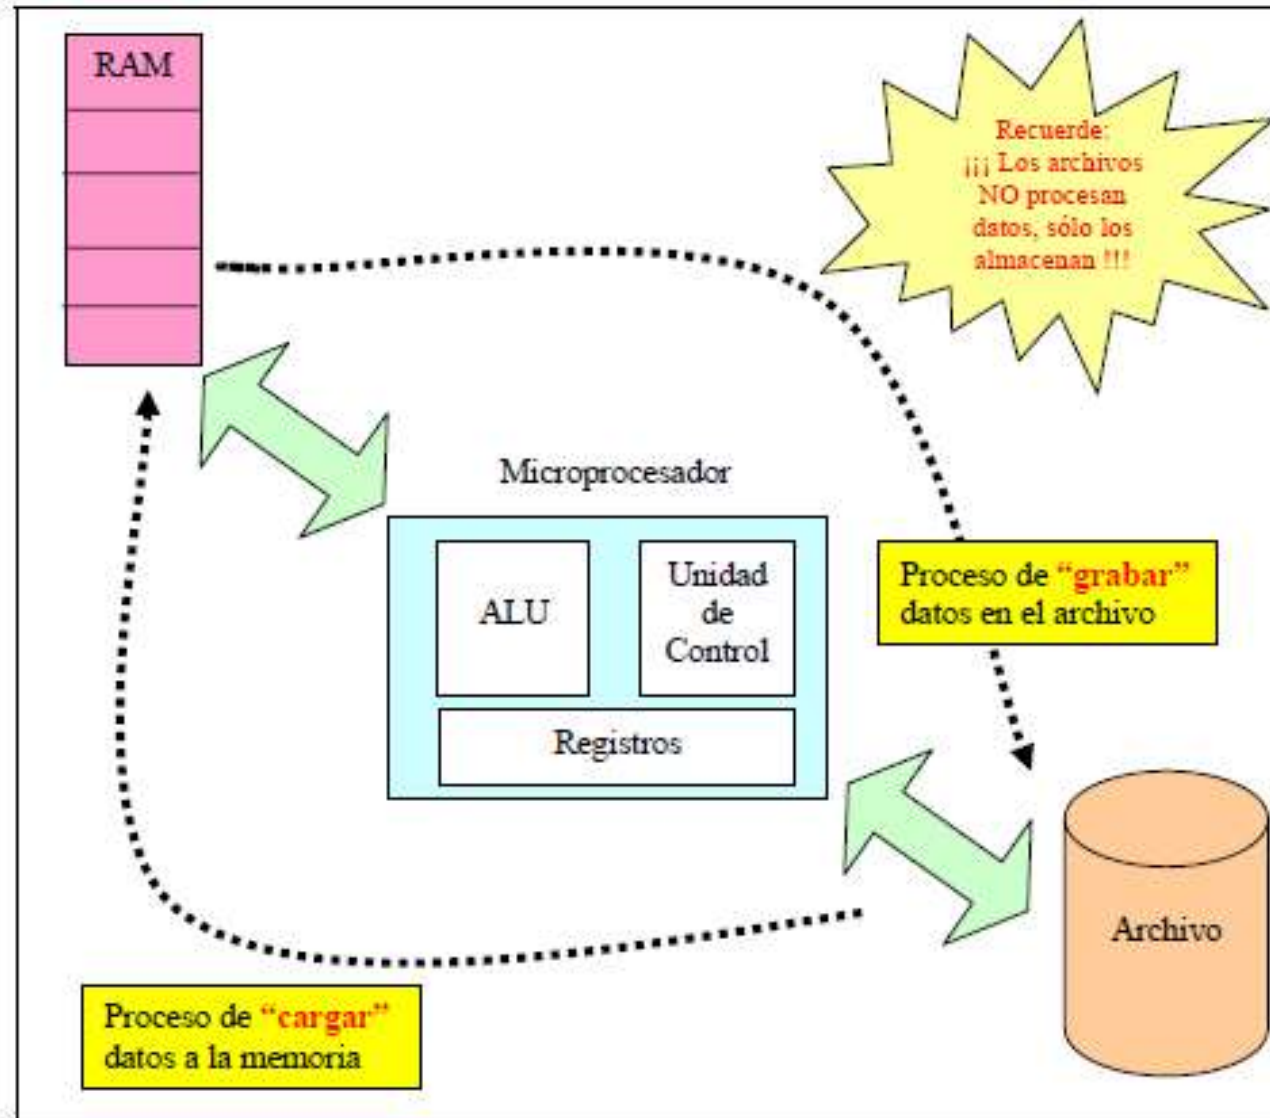 RAM
Recuerde:
¡¡¡ Los archivos
NO procesan
datos, sólo los
almacenan !!!
Microprocesador
ALU
Unidad
de
Control
Registros
Proceso de “grabar”
datos en el archivo
Archivo
Proceso de “cargar”
datos a la memoria